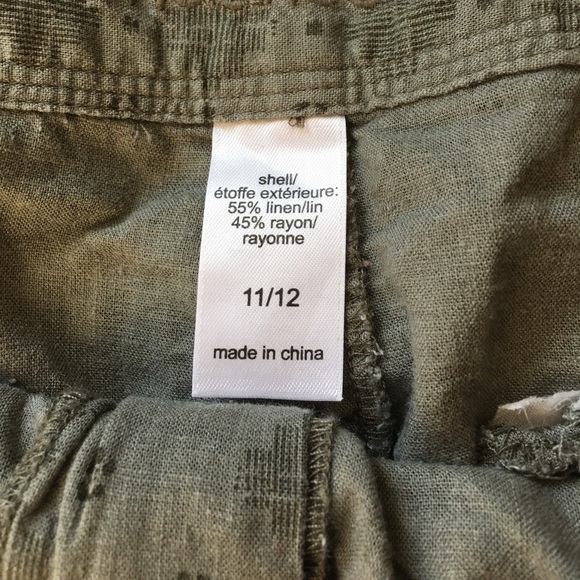 shell/
étoffe extérieure:
55% linen/lin
45% rayon/
rayonne
11/12
made in china